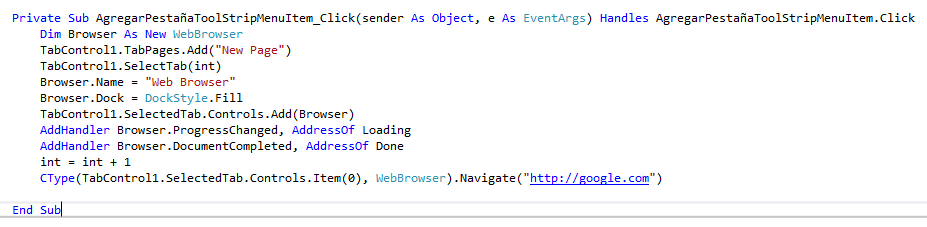 Private Sub AgregarPestañaToolStripMenuItem_Click(sender As Object, e As EventArgs) Handles AgregarPestañaToolStripMenuItem.Click
    Dim Browser As New WebBrowser
    TabControl1.TabPages.Add("New Page")
    TabControl1.SelectTab(int)
    Browser.Name = "Web Browser"
    Browser.Dock = DockStyle.Fill
    TabControl1.SelectedTab.Controls.Add(Browser)
    AddHandler Browser.ProgressChanged, AddressOf Loading
    AddHandler Browser.DocumentCompleted, AddressOf Done
    int = int + 1
    CType(TabControl1.SelectedTab.Controls.Item(0), WebBrowser).Navigate("http://google.com")
End Sub